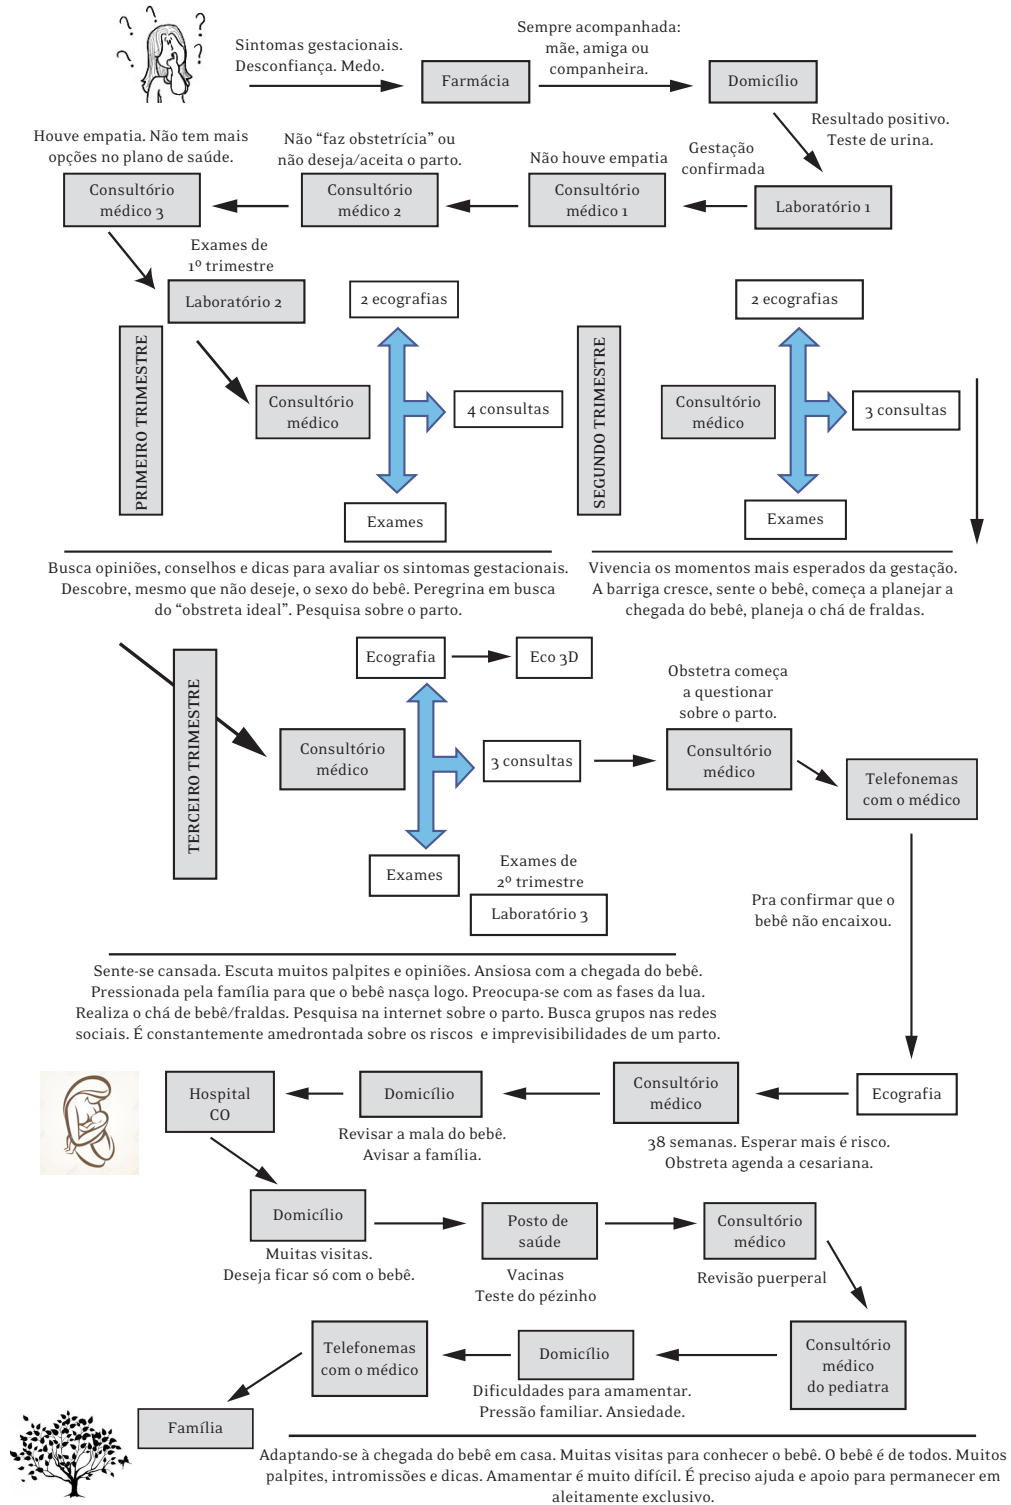 ? ? ? ? ?
Sintomas gestacionais.
Desconfiança. Medo.
Farmácia
Sempre acompanhada:
mãe, amiga ou
companheira.
Domicílio
Resultado positivo.
Teste de urina.
Laboratório 1
Gestação
confirmada
Não houve empatia
Consultório
médico 1
Não “faz obstetrícia” ou
não deseja/aceita o parto.
Consultório
médico 2
Houve empatia. Não tem mais
opções no plano de saúde.
Consultório
médico 3
Exames de
1º trimestre
Laboratório 2
PRIMEIRO TRIMESTRE
Consultório
médico
2 ecografias
4 consultas
Exames
Busca opiniões, conselhos e dicas para avaliar os sintomas gestacionais.
Descobre, mesmo que não deseje, o sexo do bebê. Peregrina em busca
do “obstreta ideal”. Pesquisa sobre o parto.
SEGUNDO TRIMESTRE
Consultório
médico
2 ecografias
3 consultas
Exames
Vivencia os momentos mais esperados da gestação.
A barriga cresce, sente o bebê, começa a planejar a
chegada do bebê, planeja o chá de fraldas.
TERCEIRO TRIMESTRE
Consultório
médico
Ecografia
Eco 3D
3 consultas
Exames
Exames de
2º trimestre
Laboratório 3
Obstetra começa
a questionar
sobre o parto.
Consultório
médico
Telefonemas
com o médico
Pra confirmar que o
bebê não encaixou.
Sente-se cansada. Escuta muitos palpites e opiniões. Ansiosa com a chegada do bebê.
Pressionada pela família para que o bebê nasça logo. Preocupa-se com as fases da lua.
Realiza o chá de bebê/fraldas. Pesquisa na internet sobre o parto. Busca grupos nas redes
sociais. É constantemente amedrontada sobre os riscos e imprevisibilidades de um parto.
Ecografia
Consultório
médico
38 semanas. Esperar mais é risco.
Obstreta agenda a cesariana.
Domicílio
Revisar a mala do bebê.
Avisar a família.
Hospital
CO
Domicílio
Muitas visitas.
Deseja ficar só com o bebê.
Posto de
saúde
Vacinas
Teste do pézinho
Consultório
médico
Revisão puerperal
Consultório
médico
do pediatra
Domicílio
Dificuldades para amamentar.
Pressão familiar. Ansiedade.
Telefonemas
com o médico
Família
Adaptando-se à chegada do bebê em casa. Muitas visitas para conhecer o bebê. O bebê é de todos. Muitos
palpites, intromissões e dicas. Amamentar é muito difícil. É preciso ajuda e apoio para permanecer em
aleitamente exclusivo.